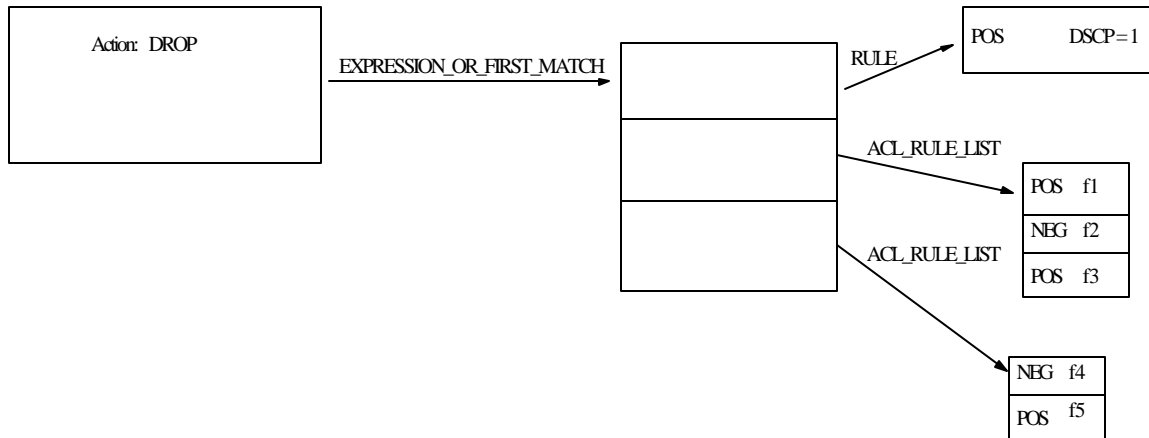 Action: DROP
EXPRESSION_OR_FIRST_MATCH
RULE
POS DSCP = 1
ACL_RULE_LIST
POS f1
NEG f2
POS f3
ACL_RULE_LIST
NEG f4
POS f5